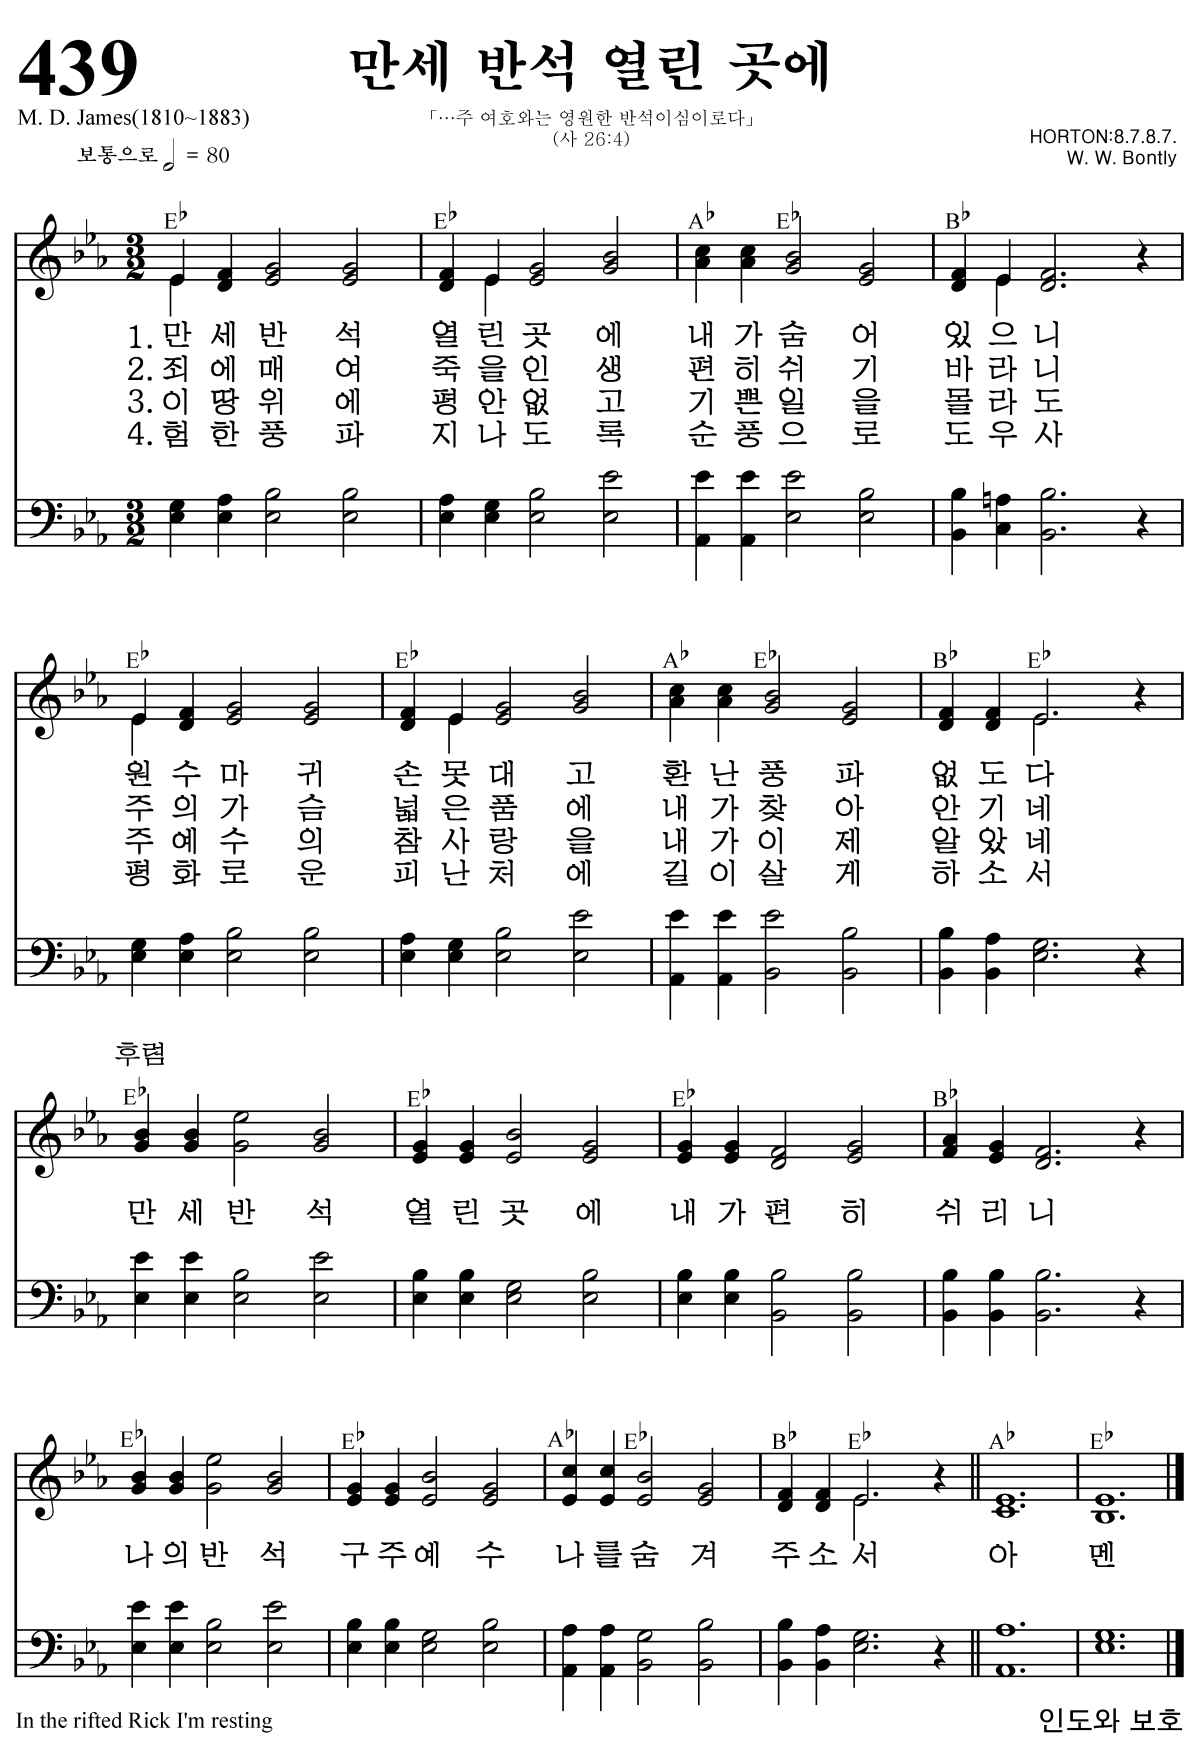 439
만세 반석 열린 곳에
M. D. James(1810~1883)
「…주 여호와는 영원한 반석이심이로다」
(사 26:4)
보통으로 = 80
HORTON:8.7.8.7.
W. W. Bontly
E♭ E♭ A♭ E♭ B♭
3 2
1. 만 세 반 석 열 린 곳 에 내 가 숨 어 있 으 니
2. 죄 에 매 여 죽 을 인 생 편 히 쉬 기 바 라 니
3. 이 땅 위 에 평 안 없 고 기 쁜 일 을 몰 라 도
4. 험 한 풍 파 지 나 도 록 순 풍 으 로 도 우 사
3 2
E♭ E♭ A♭ E♭ B♭ E♭
원 수 마 귀 손 못 대 고 환 난 풍 파 없 도 다
주 의 가 슴 넓 은 품 에 내 가 찾 아 안 기 네
주 예 수 의 참 사 랑 을 내 가 이 제 알 았 네
평 화 로 운 피 난 처 에 길 이 살 게 하 소 서
후렴
E♭ E♭ E♭ B♭
만 세 반 석 열 린 곳 에 내 가 편 히 쉬 리 니
E♭ E♭ A♭ E♭ B♭ E♭ A♭ E♭
나 의 반 석 구 주 예 수 나 를 숨 겨 주 소 서 아 멘
In the rifted Rick I'm resting
인도와 보호